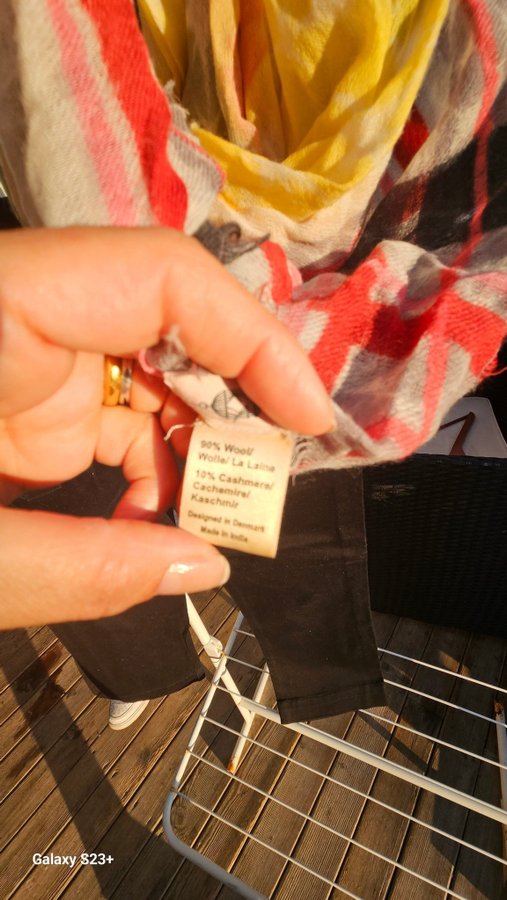 90% Wool/
Wolle/ La Laine
10% Cashmere/
Cachemire/
Kaschmir
Designed in Denmark
Made in India
Galaxy S23+